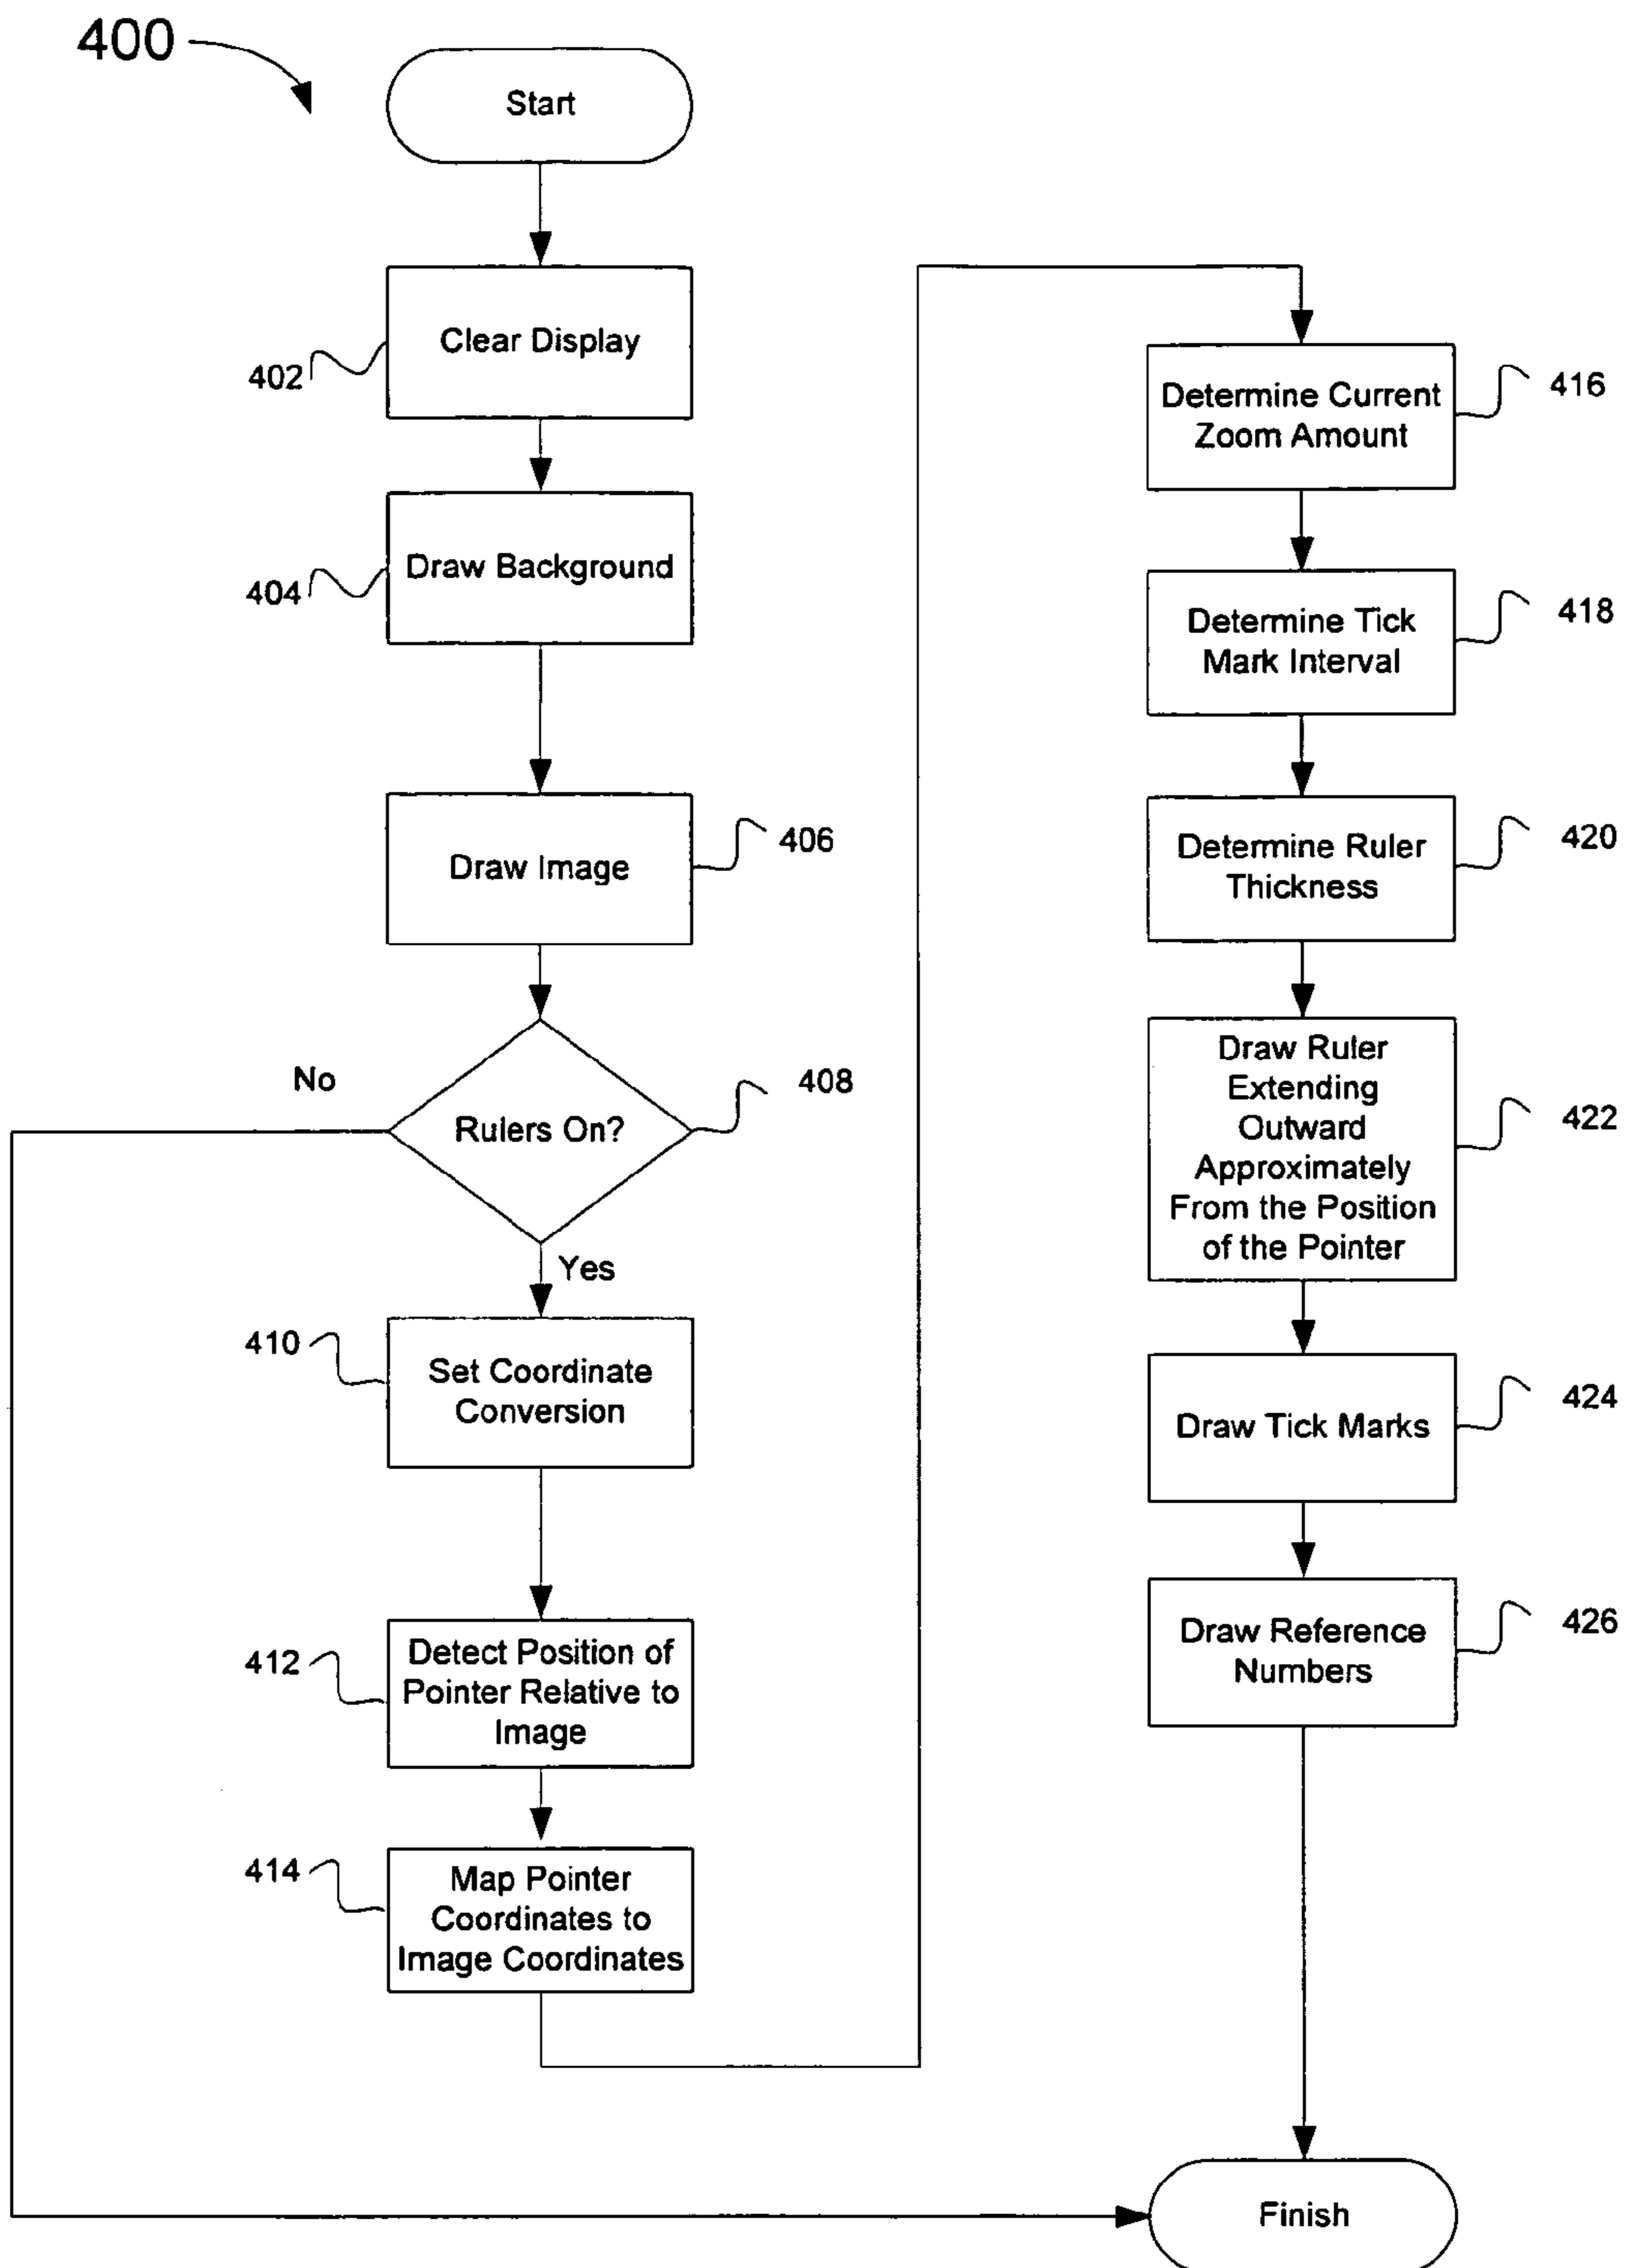 400
Start
Clear Display
402
Draw Background
404
Draw Image
406
Rulers On?
408
No
Yes
Set Coordinate
Conversion
410
Detect Position of
Pointer Relative to
Image
412
Map Pointer
Coordinates to
Image Coordinates
414
Determine Current
Zoom Amount
416
Determine Tick
Mark Interval
418
Determine Ruler
Thickness
420
Draw Ruler
Extending
Outward
Approximately
From the Position
of the Pointer
422
Draw Tick Marks
424
Draw Reference
Numbers
426
Finish